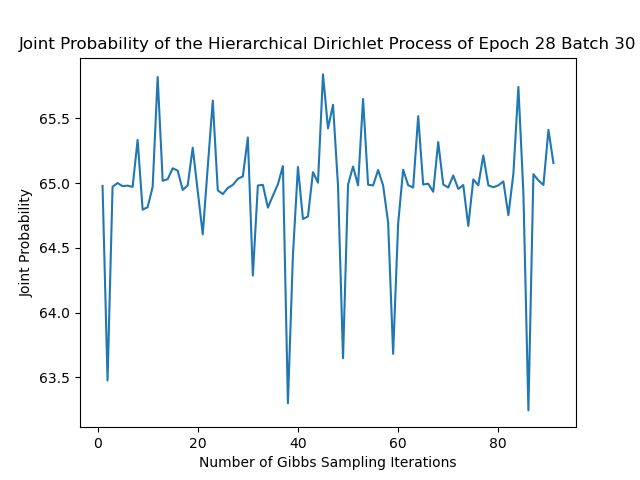 Joint Probability of the Hierarchical Dirichlet Process of Epoch 28 Batch 30
65.5
65.0
64.5
64.0
63.5
Joint Probability
0 20 40 60 80
Number of Gibbs Sampling Iterations